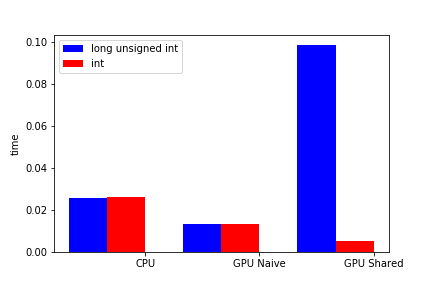 long unsigned int
int
time
0.10
0.08
0.06
0.04
0.02
0.00
CPU
GPU Naive
GPU Shared